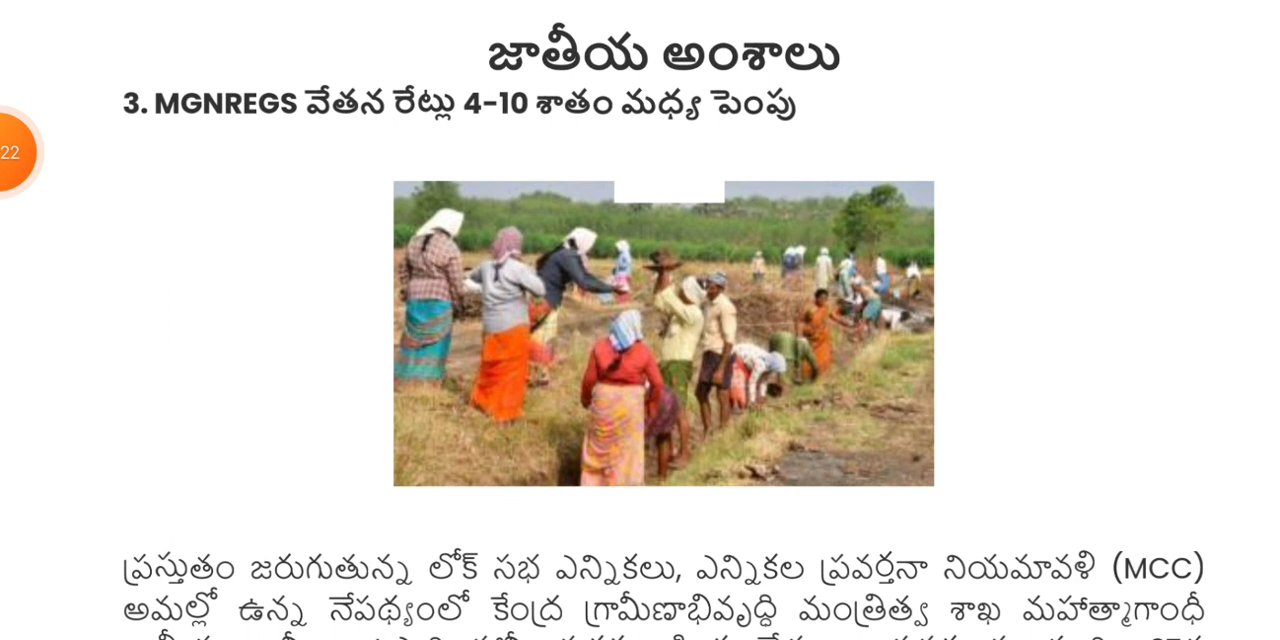 జాతీయ అంశాలు
3. MGNREGS వేతన రేట్లు 4-10 శాతం మధ్య పెంపు
22
ప్రస్తుతం జరుగుతున్న లోక్ సభ ఎన్నికలు, ఎన్నికల ప్రవర్తనా నియమావళి (MCC)
అమల్లో ఉన్న నేపథ్యంలో కేంద్ర గ్రామీణాభివృద్ధి మంత్రిత్వ శాఖ మహాత్మాగాంధీ